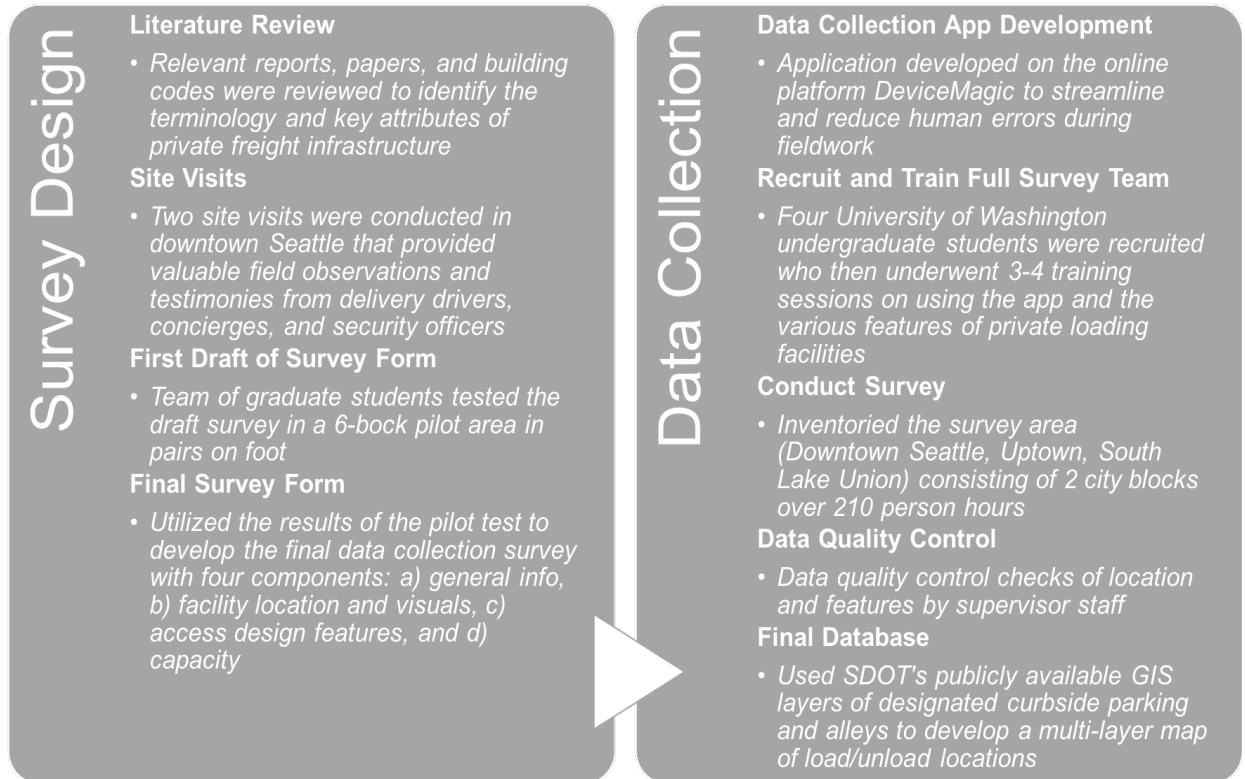 Survey Design
Literature Review
• Relevant reports, papers, and building
codes were reviewed to identify the
terminology and key attributes of
private freight infrastructure
Site Visits
• Two site visits were conducted in
downtown Seattle that provided
valuable field observations and
testimonies from delivery drivers,
concierges, and security officers
First Draft of Survey Form
• Team of graduate students tested the
draft survey in a 6-bock pilot area in
pairs on foot
Final Survey Form
• Utilized the results of the pilot test to
develop the final data collection survey
with four components: a) general info,
b) facility location and visuals, c)
access design features, and d)
capacity
Data Collection
Data Collection App Development
• Application developed on the online
platform DeviceMagic to streamline
and reduce human errors during
fieldwork
Recruit and Train Full Survey Team
• Four University of Washington
undergraduate students were recruited
who then underwent 3-4 training
sessions on using the app and the
various features of private loading
facilities
Conduct Survey
• Inventoried the survey area
(Downtown Seattle, Uptown, South
Lake Union) consisting of 2 city blocks
over 210 person hours
Data Quality Control
• Data quality control checks of location
and features by supervisor staff
Final Database
• Used SDOT's publicly available GIS
layers of designated curbside parking
and alleys to develop a multi-layer map
of load/unload locations